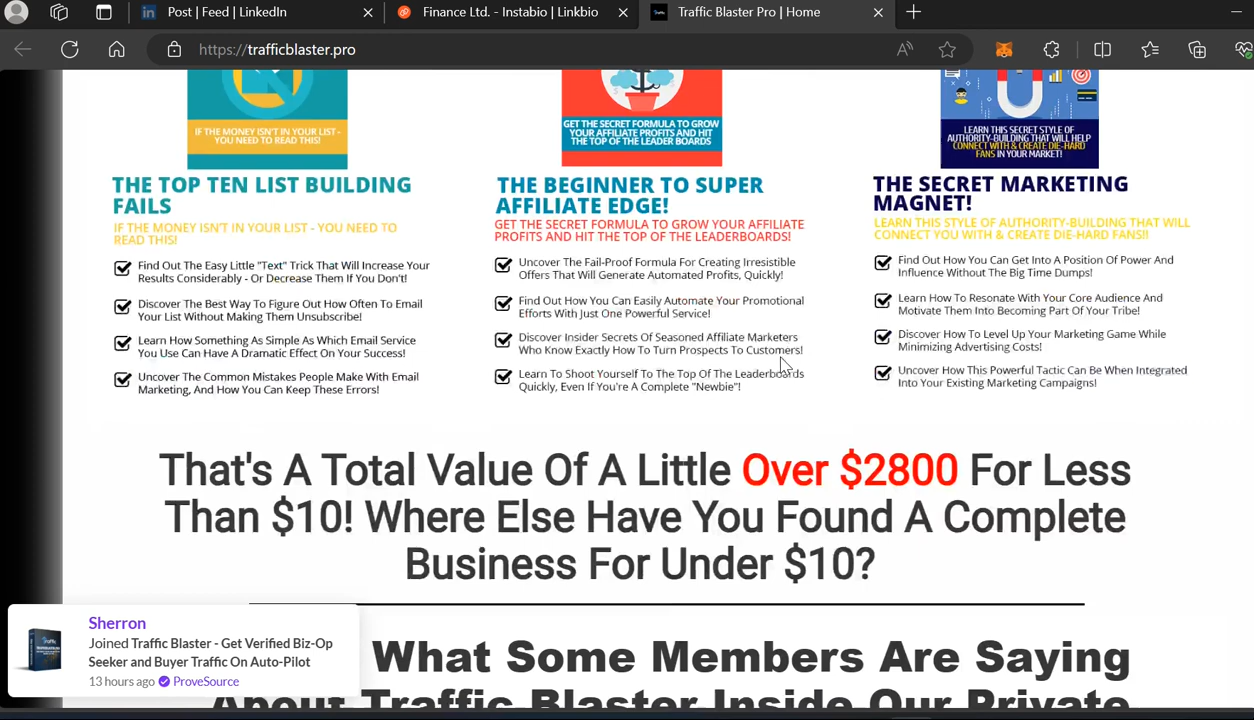 Post | Feed | LinkedIn
Finance Ltd. - Instabio | Linkbio
Traffic Blaster Pro | Home
https://trafficblaster.pro
IF THE MONEY ISN'T IN YOUR LIST -
YOU NEED TO READ THIS!
GET THE SECRET FORMULA TO GROW
YOUR AFFILIATE PROFITS AND HIT
THE TOP OF THE LEADER BOARDS
LEARN THIS SECRET STYLE OF
AUTHORITY-BUILDING THAT WILL HELP
CONNECT WITH & CREATE DIE-HARD
FANS IN YOUR MARKET!
THE TOP TEN LIST BUILDING
FAILS
IF THE MONEY ISN'T IN YOUR LIST - YOU NEED TO
READ THIS!
Find Out The Easy Little "Text" Trick That Will Increase Your
Results Considerably - Or Decrease Them If You Don't!
Discover The Best Way To Figure Out How Often To Email
Your List Without Making Them Unsubscribe!
Learn How Something As Simple As Which Email Service
You Use Can Have A Dramatic Effect On Your Success!
Uncover The Common Mistakes People Make With Email
Marketing, And How You Can Keep These Errors!
THE BEGINNER TO SUPER
AFFILIATE EDGE!
GET THE SECRET FORMULA TO GROW YOUR AFFILIATE
PROFITS AND HIT THE TOP OF THE LEADERBOARDS!
Uncover The Fail-Proof Formula For Creating Irresistible
Offers That Will Generate Automated Profits, Quickly!
Find Out How You Can Easily Automate Your Promotional
Efforts With Just One Powerful Service!
Discover Insider Secrets Of Seasoned Affiliate Marketers
Who Know Exactly How To Turn Prospects To Customers!
Learn To Shoot Yourself To The Top Of The Leaderboards
Quickly, Even If You're A Complete "Newbie"!
THE SECRET MARKETING
MAGNET!
LEARN THIS STYLE OF AUTHORITY-BUILDING THAT WILL
CONNECT YOU WITH & CREATE DIE-HARD FANS!!
Find Out How You Can Get Into A Position Of Power And
Influence Without The Big Time Dumps!
Learn How To Resonate With Your Core Audience And
Motivate Them Into Becoming Part Of Your Tribe!
Discover How To Level Up Your Marketing Game While
Minimizing Advertising Costs!
Uncover How This Powerful Tactic Can Be When Integrated
Into Your Existing Marketing Campaigns!
That's A Total Value Of A Little Over $2800 For Less
Than $10! Where Else Have You Found A Complete
Business For Under $10?
What Some Members Are Saying
About Traffic Blaster Pro Inside Our Private
Sherron
Joined Traffic Blaster - Get Verified Biz-Op
Seeker and Buyer Traffic On Auto-Pilot
13 hours ago ProveSource